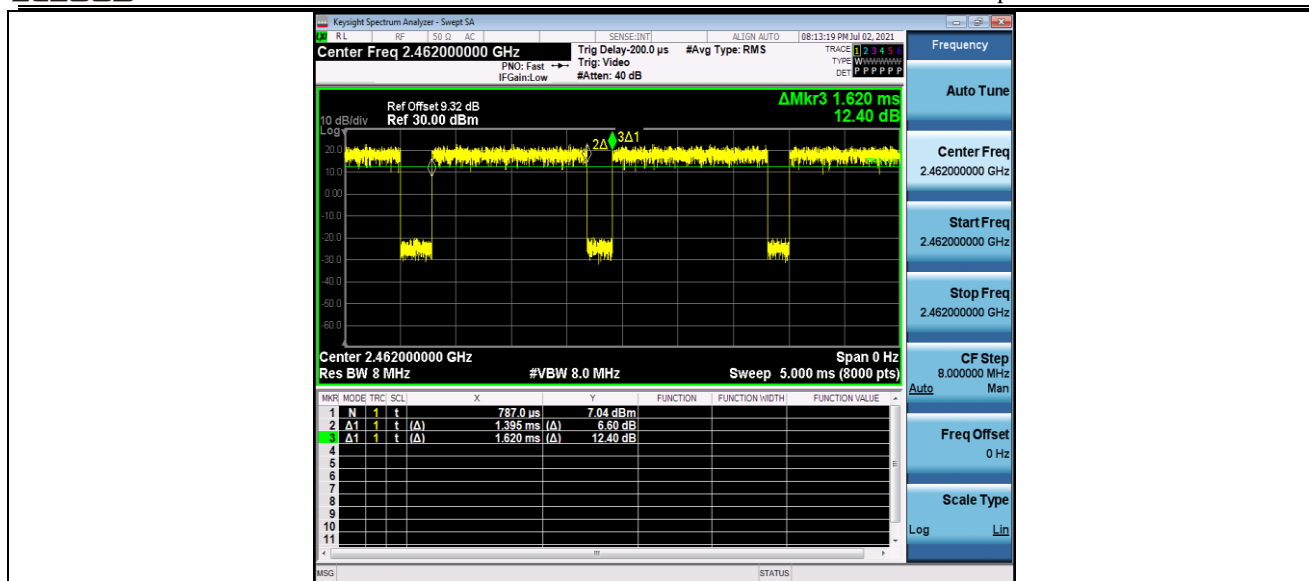 Keysight Spectrum Analyzer - Swept SA
RL RF 50 Ω AC SENSE:INT ALIGN AUTO 08:13:19 PM Jul 02, 2021
Center Freq 2.462000000 GHz Trig Delay-200.0 µs #Avg Type: RMS TRACE 1 2 3 4 5 6
PNO: Fast Trig: Video TYPE WWWWWW
IFGain:Low #Atten: 40 dB DET P P P P P P
ΔMkr3 1.620 ms
12.40 dB
Ref Offset 9.32 dB
10 dB/div Ref 30.00 dBm
Log
2Δ 3Δ1
20.0
10.0
0.00
-10.0
-20.0
-30.0
-40.0
-50.0
-60.0
Center 2.462000000 GHz Span 0 Hz
Res BW 8 MHz #VBW 8.0 MHz Sweep 5.000 ms (8000 pts)
MKR MODE TRC SCL X Y FUNCTION FUNCTION WIDTH FUNCTION VALUE
1 N 1 t 787.0 µs 7.04 dBm
2 Δ1 1 t (Δ) 1.395 ms (Δ) 6.60 dB
3 Δ1 1 t (Δ) 1.620 ms (Δ) 12.40 dB
4
5
6
7
8
9
10
11
MSG STATUS
Frequency
Auto Tune
Center Freq
2.462000000 GHz
Start Freq
2.462000000 GHz
Stop Freq
2.462000000 GHz
CF Step
8.000000 MHz
Auto Man
Freq Offset
0 Hz
Scale Type
Log Lin